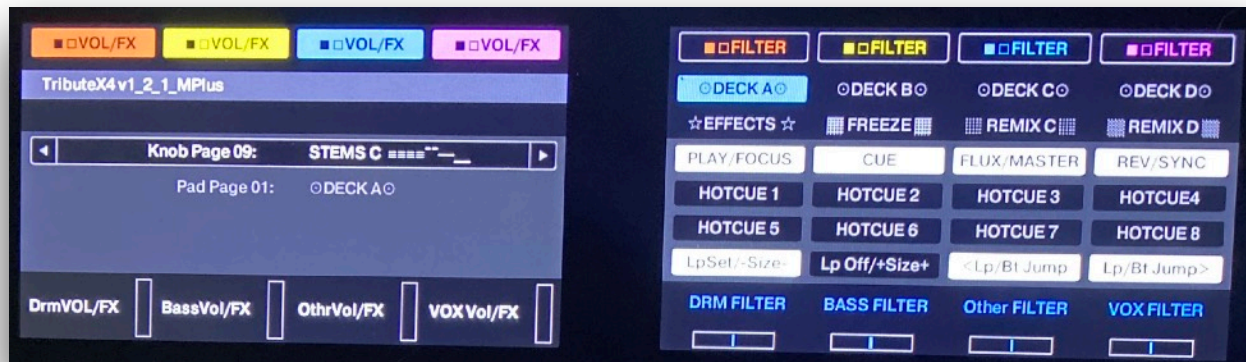 ■□VOL/FX ■□VOL/FX ■□VOL/FX ■□VOL/FX
TributeX4v1_2_1_MPlus
Knob Page 09: STEMS C
Pad Page 01: ⊙DECK A⊙
DrmVOL/FX BassVol/FX OthrVol/FX VOX Vol/FX
■□FILTER ■□FILTER ■□FILTER ■□FILTER
⊙DECK A⊙ ⊙DECK B⊙ ⊙DECK C⊙ ⊙DECK D⊙
☆EFFECTS ☆ ▦ FREEZE▦ ▦ REMIX C▦ ▦ REMIX D▦
PLAY/FOCUS CUE FLUX/MASTER REV/SYNC
HOTCUE 1 HOTCUE 2 HOTCUE 3 HOTCUE4
HOTCUE 5 HOTCUE 6 HOTCUE 7 HOTCUE 8
LpSet/-Size- Lp Off/+Size+ <Lp/Bt Jump Lp/Bt Jump>
DRM FILTER BASS FILTER Other FILTER VOX FILTER